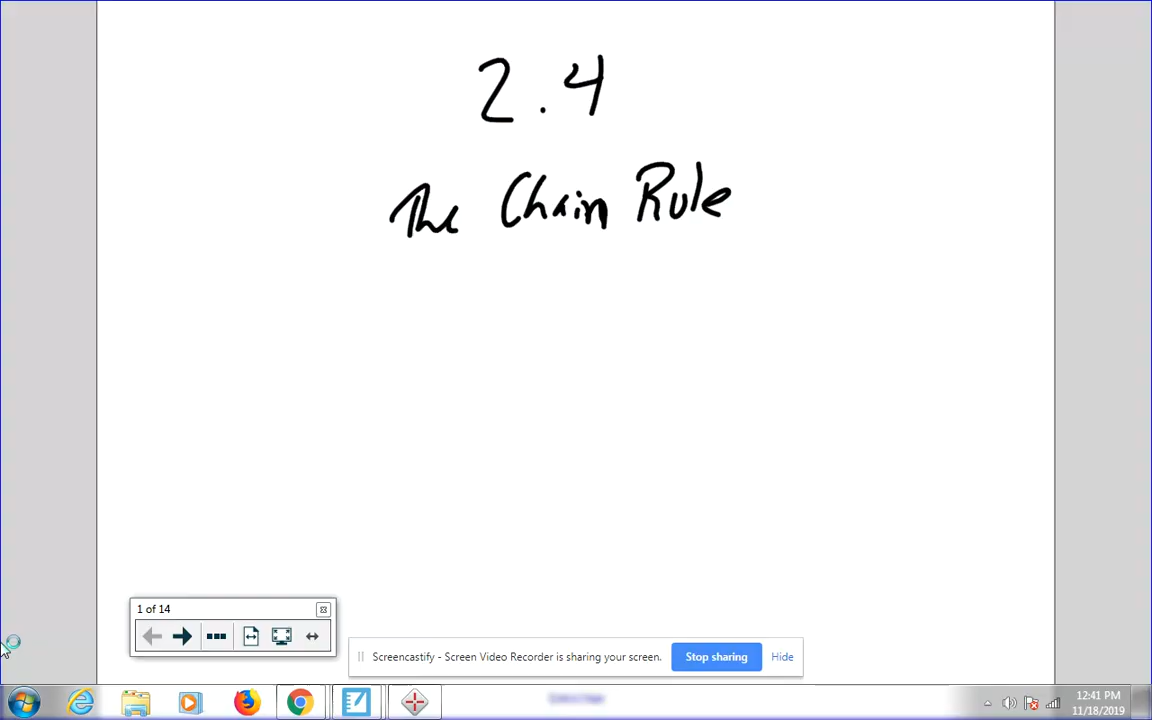 2.4
The Chain Rule
1 of 14
Screencastify - Screen Video Recorder is sharing your screen.
Stop sharing
Hide
12:41 PM
11/18/2019